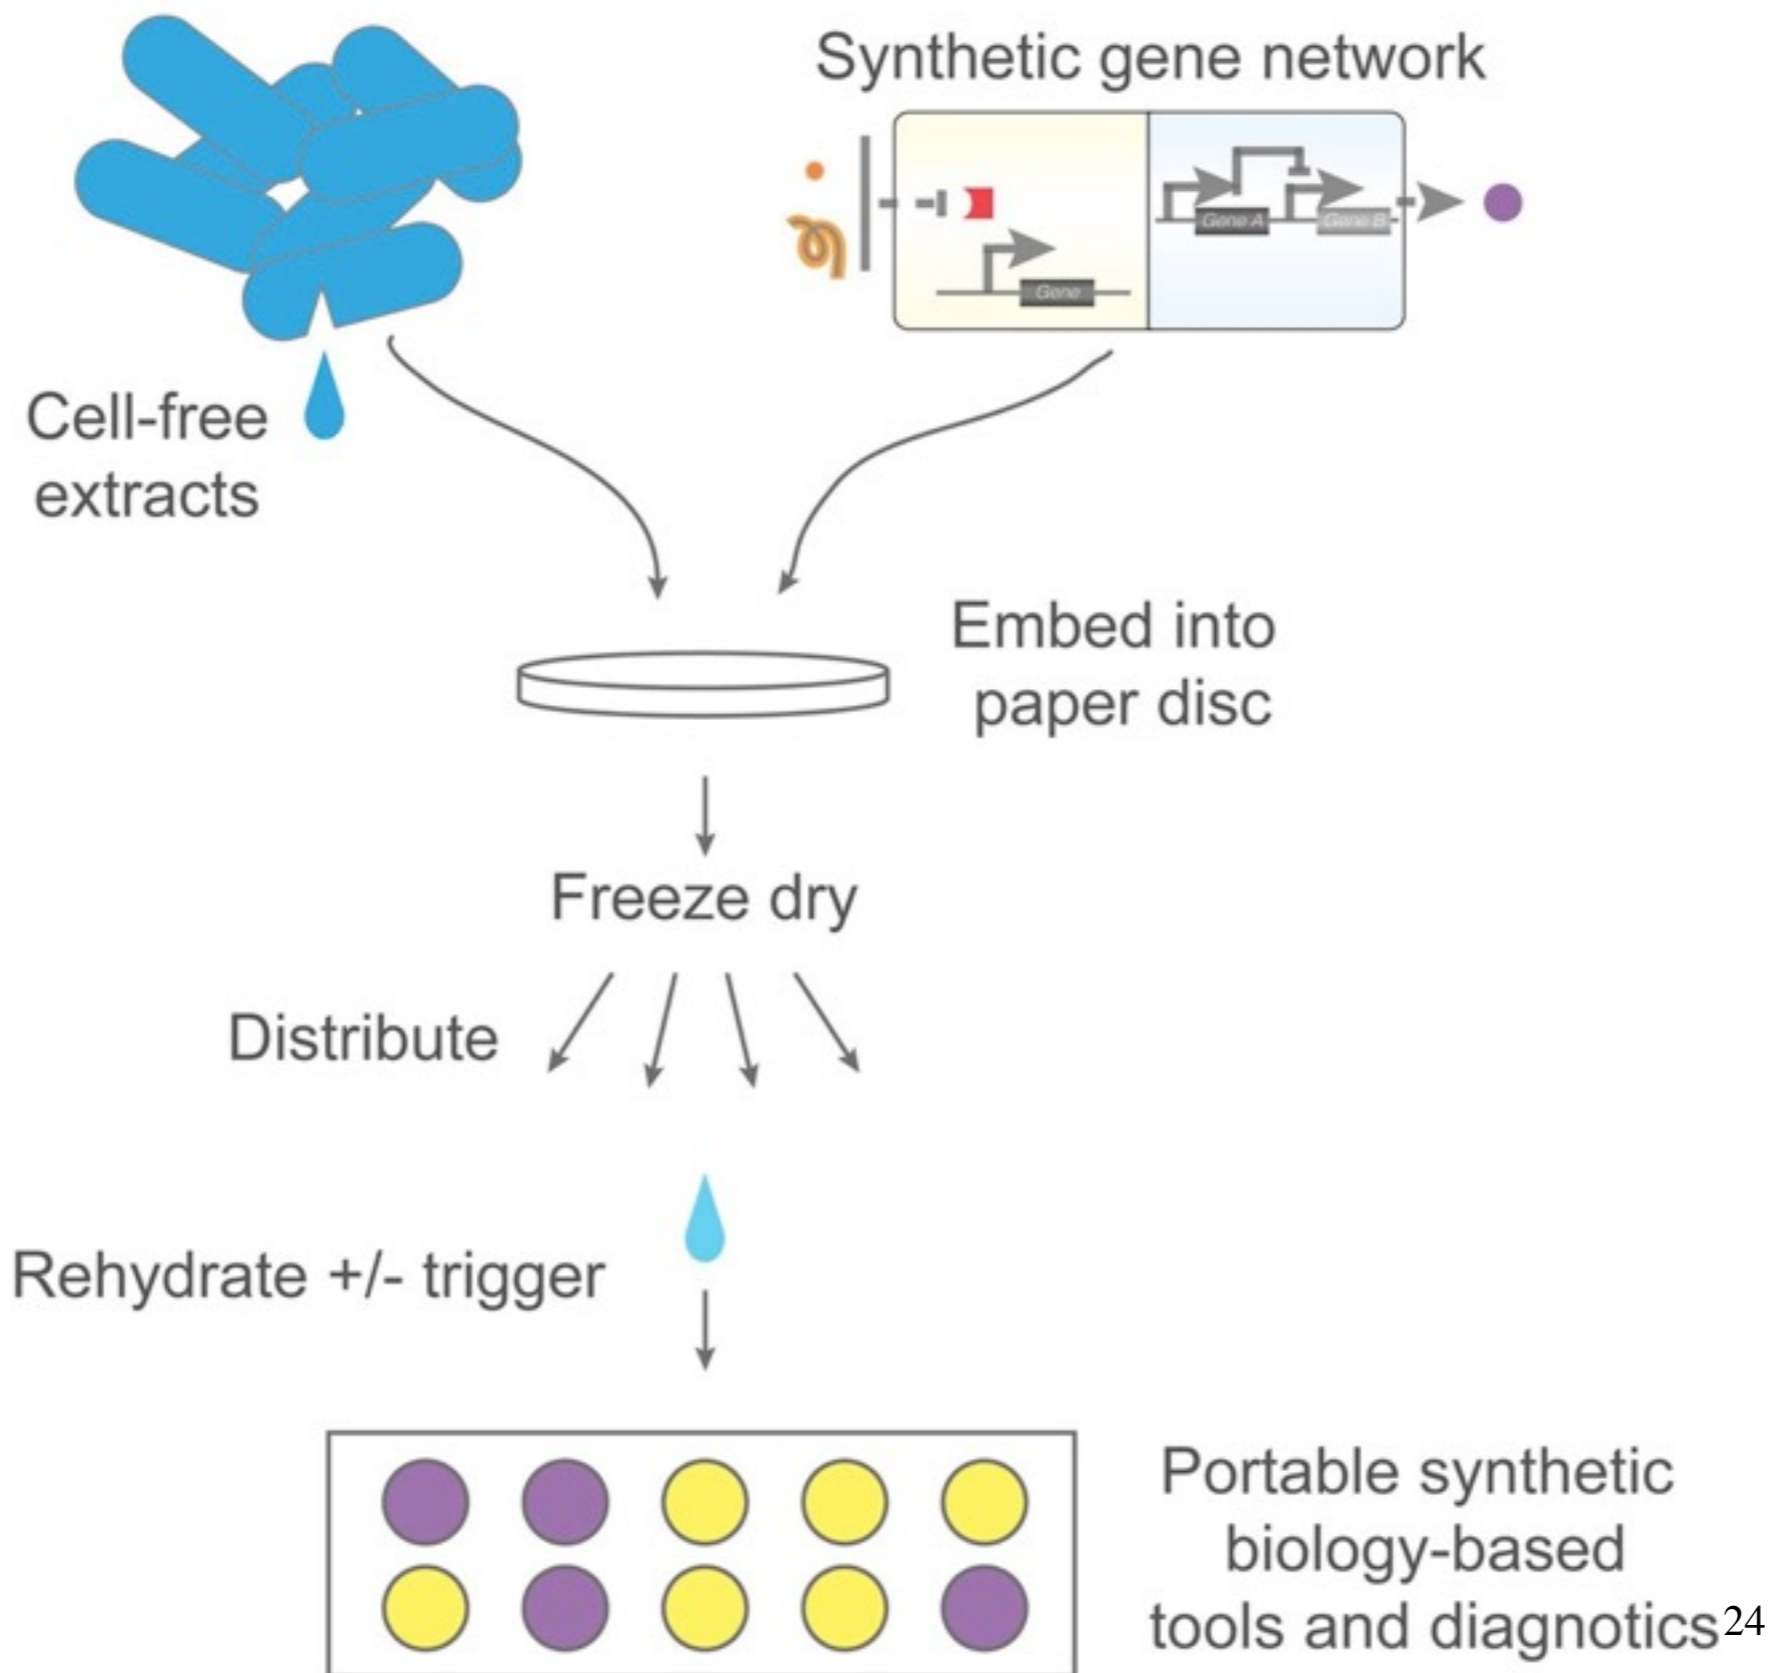 Synthetic gene network
Gene A
Gene B
Gene
Cell-free
extracts
Embed into
paper disc
Freeze dry
Distribute
Rehydrate +/- trigger
Portable synthetic
biology-based
tools and diagnotics
24